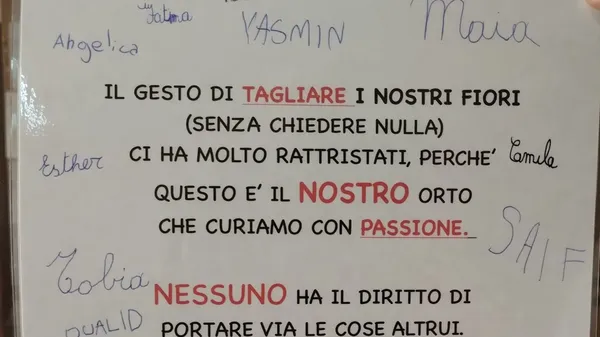 Fatima
Angelica YASMIN Maia
IL GESTO DI TAGLIARE I NOSTRI FIORI
(SENZA CHIEDERE NULLA)
Esther CI HA MOLTO RATTRISTATI, PERCHE' Camila
QUESTO E' IL NOSTRO ORTO
CHE CURIAMO CON PASSIONE.
SAIF
Tobia
NESSUNO HA IL DIRITTO DI
OUALID PORTARE VIA LE COSE ALTRUI.